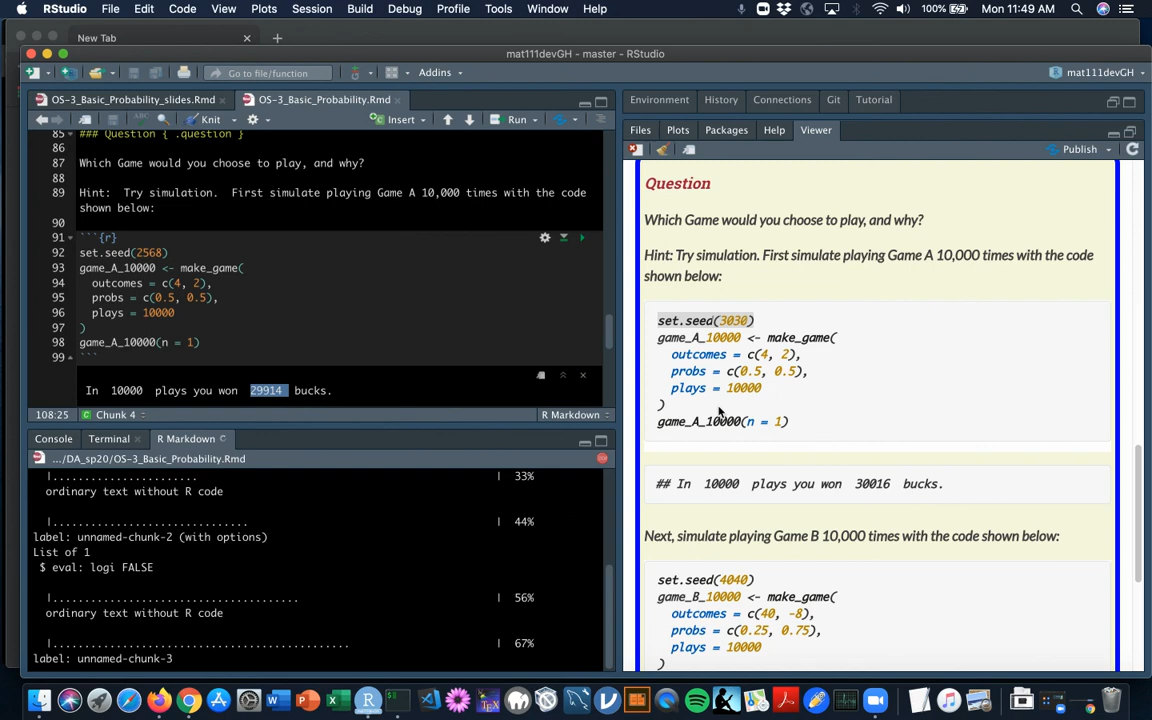 RStudio File Edit Code View Plots Session Build Debug Profile Tools Window Help 100% Mon 11:49 AM
New Tab
mat111devGH - master - RStudio
Go to file/function Addins mat111devGH
OS-3_Basic_Probability_slides.Rmd OS-3_Basic_Probability.Rmd
Knit Insert Run
85 ### Question { .question }
86
87 Which Game would you choose to play, and why?
88
89 Hint: Try simulation. First simulate playing Game A 10,000 times with the code
shown below:
90
91 ```{r}
92 set.seed(2568)
93 game_A_10000 <- make_game(
94 outcomes = c(4, 2),
95 probs = c(0.5, 0.5),
96 plays = 10000
97 )
98 game_A_10000(n = 1)
99 ```
In 10000 plays you won 29914 bucks.
108:25 Chunk 4 R Markdown
Console Terminal R Markdown
.../DA_sp20/OS-3_Basic_Probability.Rmd
|...................... | 33%
ordinary text without R code
|............................. | 44%
label: unnamed-chunk-2 (with options)
List of 1
$ eval: logi FALSE
|..................................... | 56%
ordinary text without R code
|............................................ | 67%
label: unnamed-chunk-3
Environment History Connections Git Tutorial
Files Plots Packages Help Viewer
Publish
Question
Which Game would you choose to play, and why?
Hint: Try simulation. First simulate playing Game A 10,000 times with the code
shown below:
set.seed(3030)
game_A_10000 <- make_game(
outcomes = c(4, 2),
probs = c(0.5, 0.5),
plays = 10000
)
game_A_10000(n = 1)
## In 10000 plays you won 30016 bucks.
Next, simulate playing Game B 10,000 times with the code shown below:
set.seed(4040)
game_B_10000 <- make_game(
outcomes = c(40, -8),
probs = c(0.25, 0.75),
plays = 10000
)